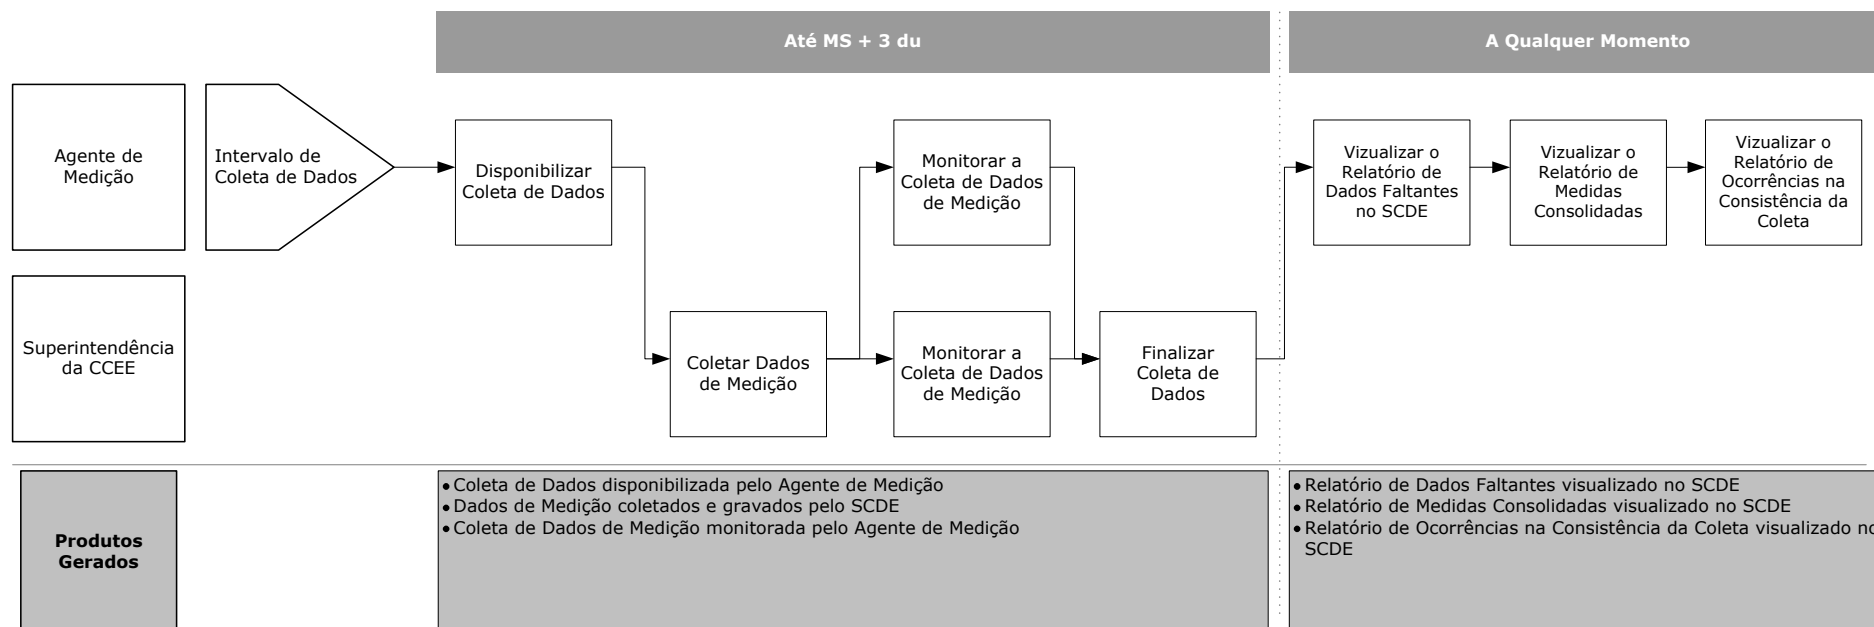 Até MS + 3 du
A Qualquer Momento
Agente de
Medição
Intervalo de
Coleta de Dados
Disponibilizar
Coleta de Dados
Monitorar a
Coleta de Dados
de Medição
Vizualizar o
Relatório de
Dados Faltantes
no SCDE
Vizualizar o
Relatório de
Medidas
Consolidadas
Vizualizar o
Relatório de
Ocorrências na
Consistência da
Coleta
Superintendência
da CCEE
Coletar Dados
de Medição
Monitorar a
Coleta de Dados
de Medição
Finalizar
Coleta de
Dados
Produtos
Gerados
• Coleta de Dados disponibilizada pelo Agente de Medição
• Dados de Medição coletados e gravados pelo SCDE
• Coleta de Dados de Medição monitorada pelo Agente de Medição
• Relatório de Dados Faltantes visualizado no SCDE
• Relatório de Medidas Consolidadas visualizado no SCDE
• Relatório de Ocorrências na Consistência da Coleta visualizado no
SCDE